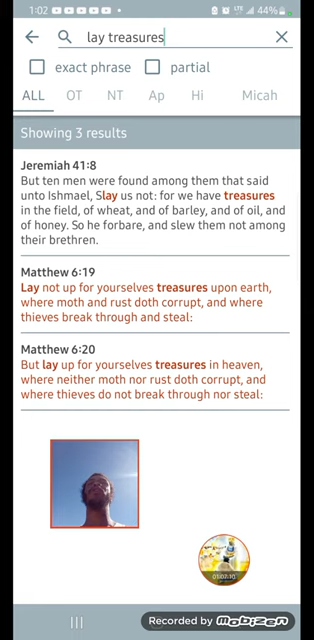 1:02 LTE 44%
lay treasures
exact phrase partial
ALL OT NT Ap Hi Micah
Showing 3 results
Jeremiah 41:8
But ten men were found among them that said
unto Ishmael, Slay us not: for we have treasures
in the field, of wheat, and of barley, and of oil, and
of honey. So he forbare, and slew them not among
their brethren.
Matthew 6:19
Lay not up for yourselves treasures upon earth,
where moth and rust doth corrupt, and where
thieves break through and steal:
Matthew 6:20
But lay up for yourselves treasures in heaven,
where neither moth nor rust doth corrupt, and
where thieves do not break through nor steal:
01:07:10
Recorded by Mobizen